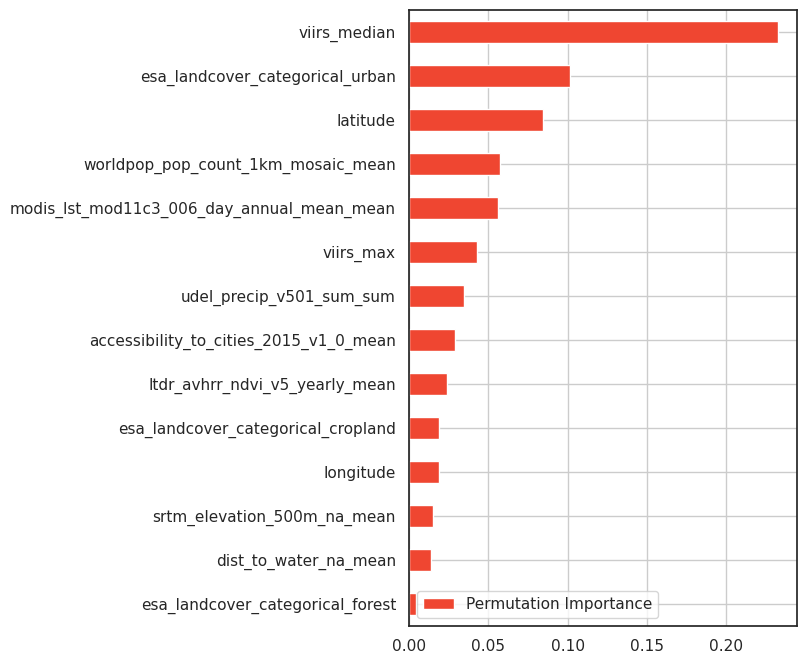 viirs_median
esa_landcover_categorical_urban
latitude
worldpop_pop_count_1km_mosaic_mean
modis_lst_mod11c3_006_day_annual_mean_mean
viirs_max
udel_precip_v501_sum_sum
accessibility_to_cities_2015_v1_0_mean
ltdr_avhrr_ndvi_v5_yearly_mean
esa_landcover_categorical_cropland
longitude
srtm_elevation_500m_na_mean
dist_to_water_na_mean
esa_landcover_categorical_forest
Permutation Importance
0.00 0.05 0.10 0.15 0.20